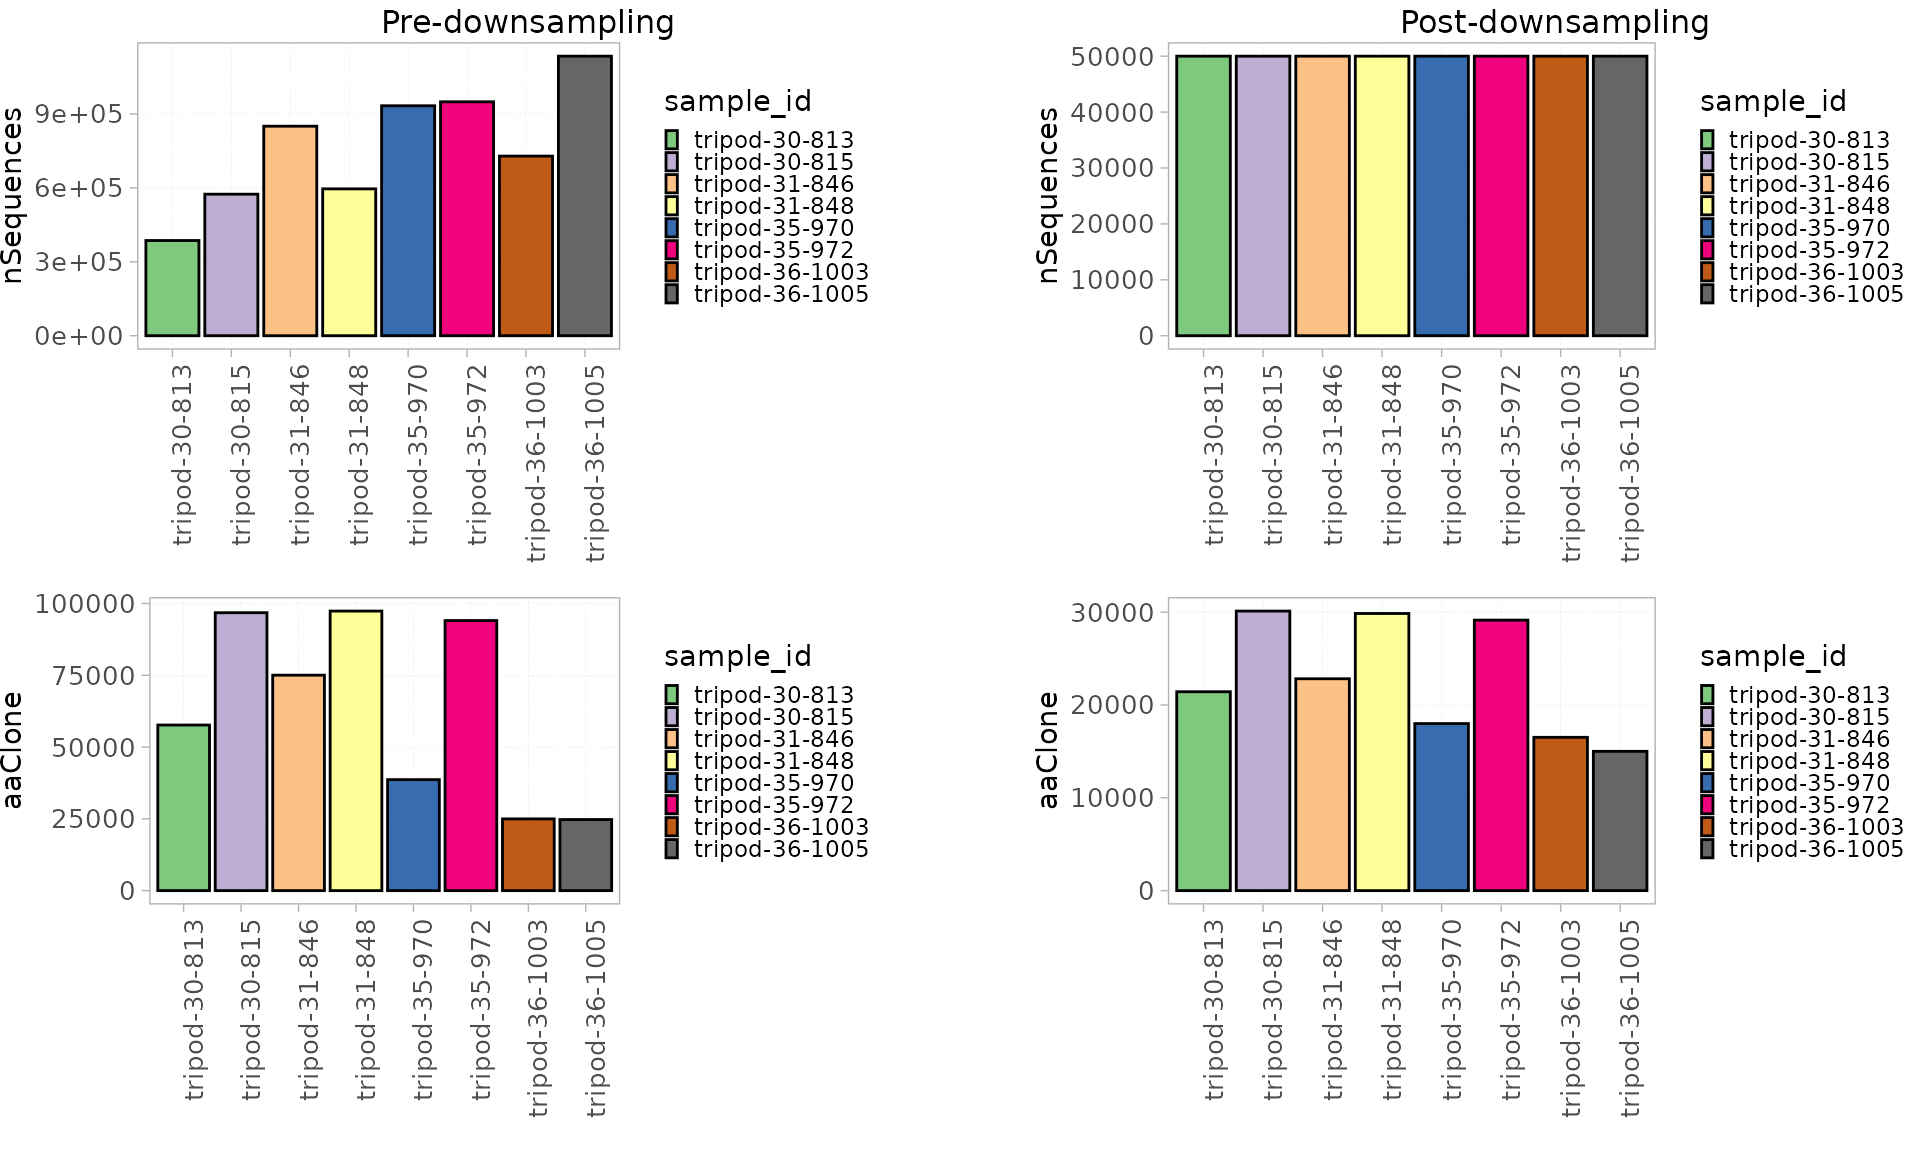 Pre-downsampling
nSequences
9e+05
6e+05
3e+05
0e+00
tripod-30-813
tripod-30-815
tripod-31-846
tripod-31-848
tripod-35-970
tripod-35-972
tripod-36-1003
tripod-36-1005
sample_id
tripod-30-813
tripod-30-815
tripod-31-846
tripod-31-848
tripod-35-970
tripod-35-972
tripod-36-1003
tripod-36-1005
Post-downsampling
nSequences
50000
40000
30000
20000
10000
0
tripod-30-813
tripod-30-815
tripod-31-846
tripod-31-848
tripod-35-970
tripod-35-972
tripod-36-1003
tripod-36-1005
sample_id
tripod-30-813
tripod-30-815
tripod-31-846
tripod-31-848
tripod-35-970
tripod-35-972
tripod-36-1003
tripod-36-1005
aaClone
100000
75000
50000
25000
0
tripod-30-813
tripod-30-815
tripod-31-846
tripod-31-848
tripod-35-970
tripod-35-972
tripod-36-1003
tripod-36-1005
sample_id
tripod-30-813
tripod-30-815
tripod-31-846
tripod-31-848
tripod-35-970
tripod-35-972
tripod-36-1003
tripod-36-1005
aaClone
30000
20000
10000
0
tripod-30-813
tripod-30-815
tripod-31-846
tripod-31-848
tripod-35-970
tripod-35-972
tripod-36-1003
tripod-36-1005
sample_id
tripod-30-813
tripod-30-815
tripod-31-846
tripod-31-848
tripod-35-970
tripod-35-972
tripod-36-1003
tripod-36-1005